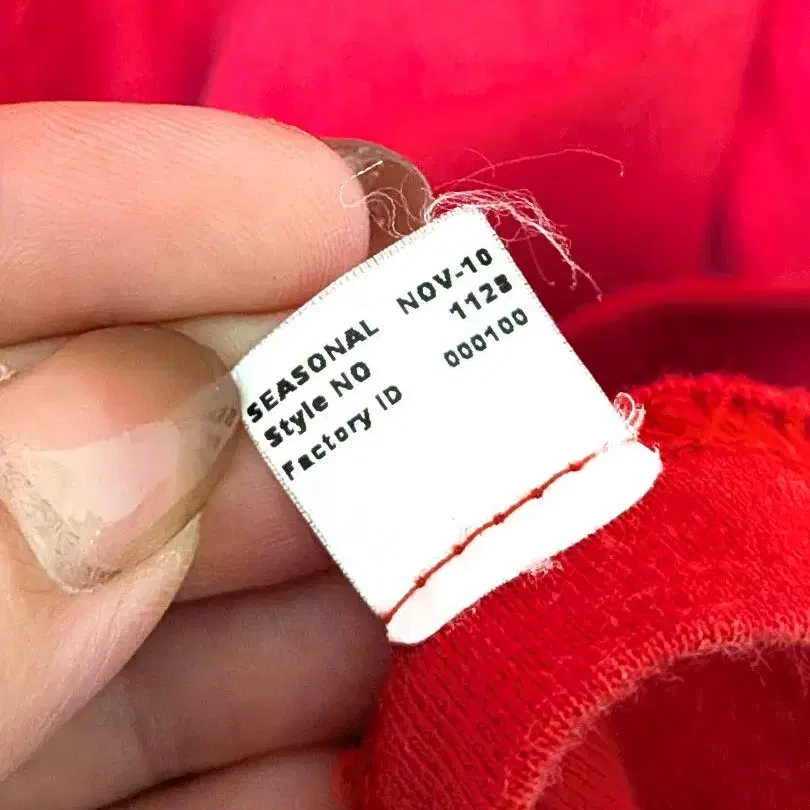 SEASONAL NOV-10
Style NO 1128
Factory ID 000100